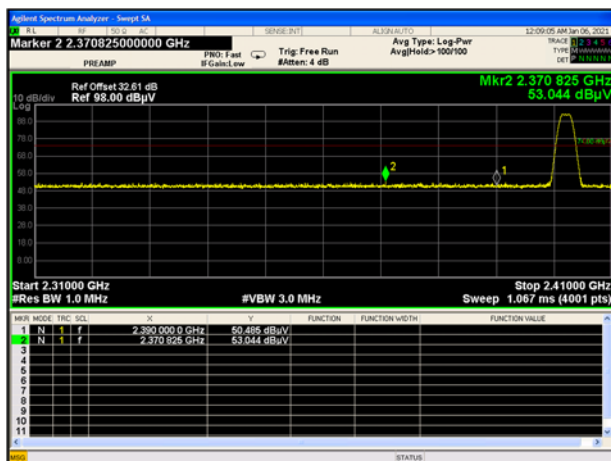 Agilent Spectrum Analyzer - Swept SA
RL RF 50 Ω AC SENSE:INT ALIGN AUTO 12:09:05 AM Jan 06, 2021
Marker 2 2.370825000000 GHz
PNO: Fast
IFGain:Low
Trig: Free Run
#Atten: 4 dB
Avg Type: Log-Pwr
Avg|Hold:>100/100
TRACE 1 2 3 4 5
TYPE M
DET P N N N N
PREAMP
Mkr2 2.370 825 GHz
53.044 dBµV
Ref Offset 32.61 dB
10 dB/div Ref 98.00 dBµV
Log
88.0
78.0
68.0
58.0
48.0
38.0
28.0
18.0
8.00
2
1
Start 2.31000 GHz
Stop 2.41000 GHz
#Res BW 1.0 MHz
#VBW 3.0 MHz
Sweep 1.067 ms (4001 pts)
MKR MODE TRC SCL X Y FUNCTION FUNCTION WIDTH FUNCTION VALUE
1 N 1 f 2.390 000 0 GHz 50.485 dBµV
2 N 1 f 2.370 825 GHz 53.044 dBµV
3
4
5
6
7
8
9
10
11
MSG STATUS